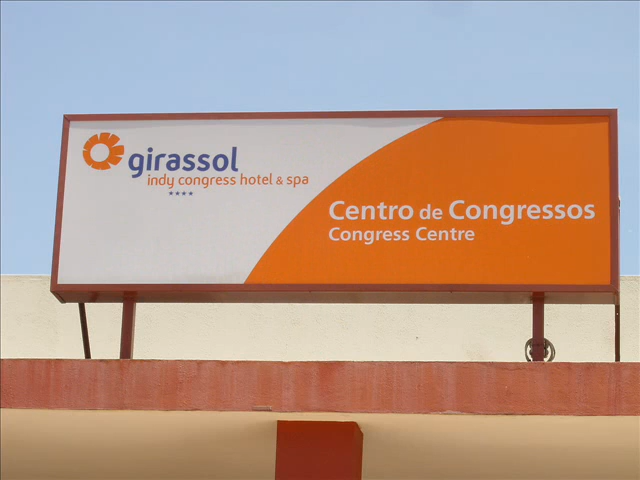 girassol
indy congress hotel & spa
****
Centro de Congressos
Congress Centre